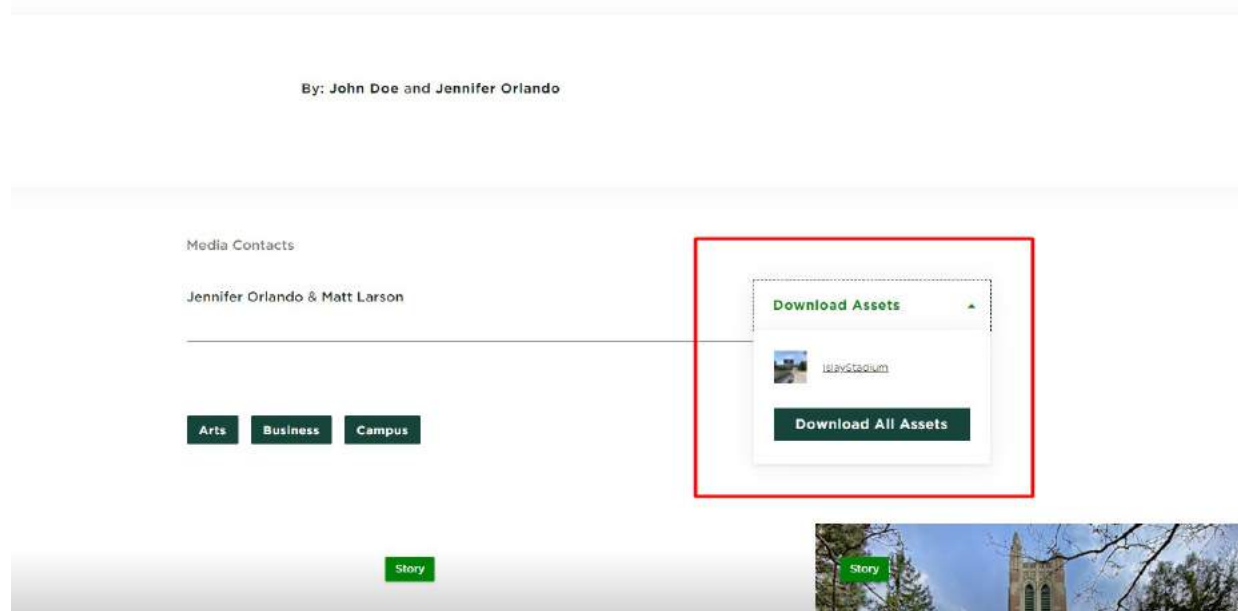 By: John Doe and Jennifer Orlando
Media Contacts
Jennifer Orlando & Matt Larson
Download Assets
IslayStadium
Download All Assets
Arts Business Campus
Story
Story